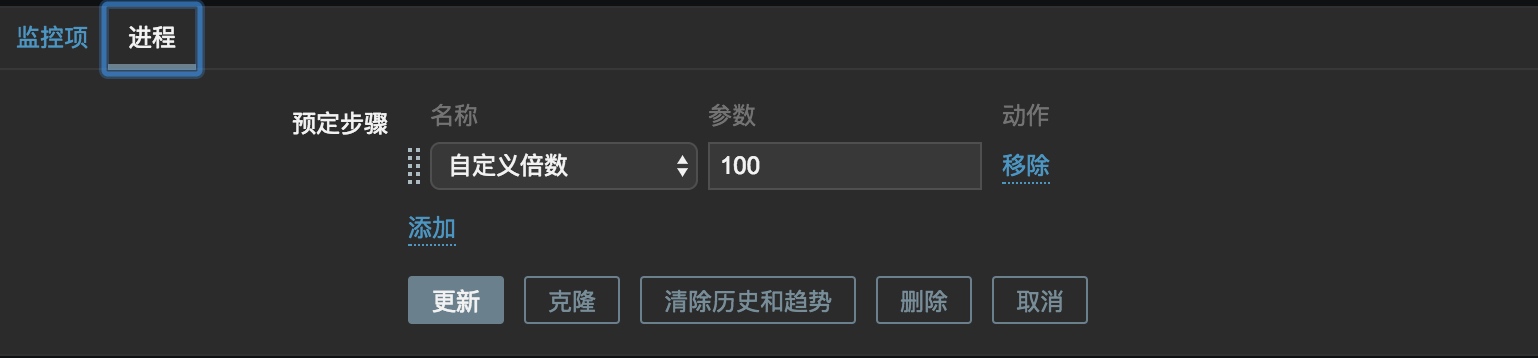 监控项 进程
预定步骤 名称 参数 动作
自定义倍数 100 移除
添加
更新 克隆 清除历史和趋势 删除 取消